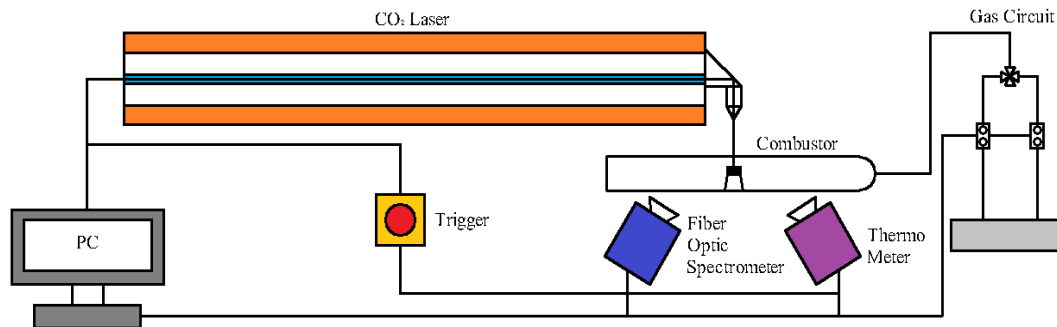 CO₂ Laser
Gas Circuit
Combustor
PC
Trigger
Fiber
Optic
Spectrometer
Thermo
Meter